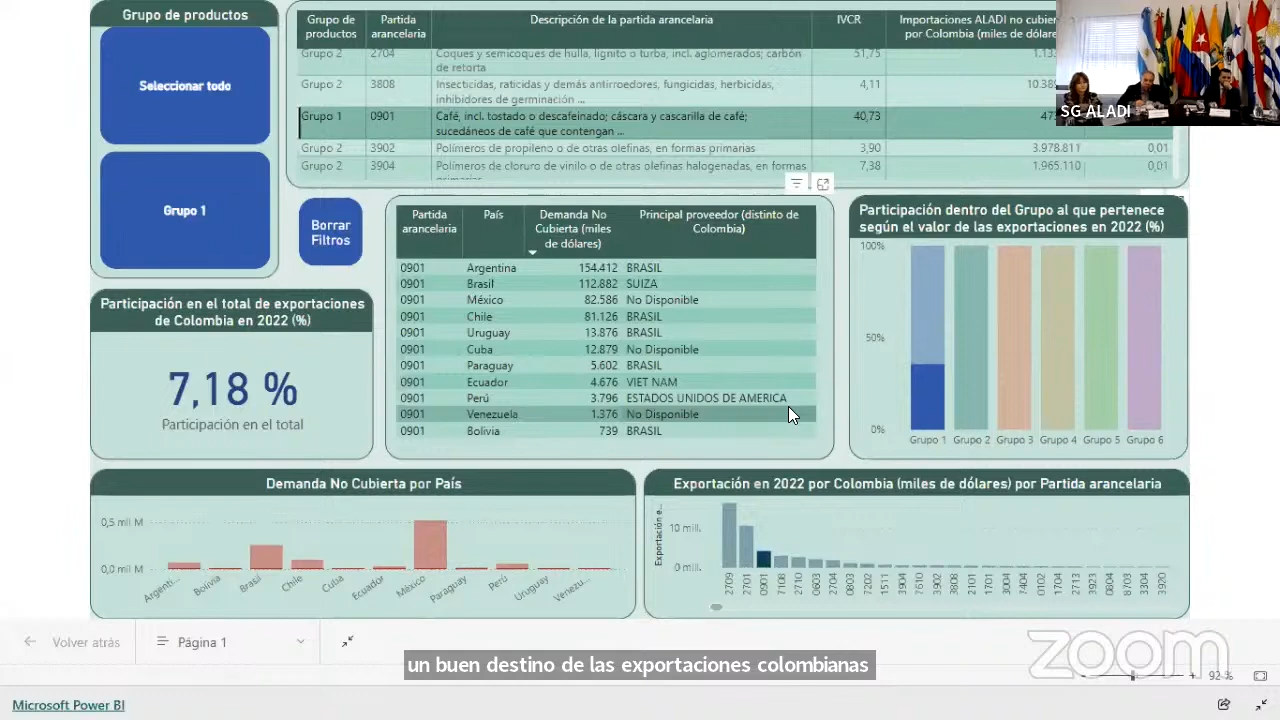 Grupo de productos
Seleccionar todo
Grupo 1
Borrar
Filtros
Grupo de
productos
Partida
arancelaria
Descripción de la partida arancelaria
IVCR
Importaciones ALADI no cubier
por Colombia (miles de dólare
Grupo 2 2704 Coques y semicoques de hulla, lignito o turba, incl. aglomerados; carbón 51,75
de retorta
Grupo 2 3808 Insecticidas, raticidas y demás antirroedores, fungicidas, herbicidas, 4,11 10.38
inhibidores de germinación ...
Grupo 1 0901 Café, incl. tostado o descafeinado; cáscara y cascarilla de café; 40,73
sucedáneos de café que contengan ...
Grupo 2 3902 Polímeros de propileno o de otras olefinas, en formas primarias 3,90 3.978.811 0,01
Grupo 2 3904 Polímeros de cloruro de vinilo o de otras olefinas halogenadas, en formas 7,38 1.965.110 0,01
SG ALADI
Participación en el total de exportaciones
de Colombia en 2022 (%)
7,18 %
Participación en el total
Partida
arancelaria
País
Demanda No
Cubierta (miles
de dólares)
Principal proveedor (distinto de
Colombia)
0901 Argentina 154.412 BRASIL
0901 Brasil 112.882 SUIZA
0901 México 82.586 No Disponible
0901 Chile 81.126 BRASIL
0901 Uruguay 13.876 BRASIL
0901 Cuba 12.879 No Disponible
0901 Paraguay 5.602 BRASIL
0901 Ecuador 4.676 VIET NAM
0901 Perú 3.796 ESTADOS UNIDOS DE AMERICA
0901 Venezuela 1.376 No Disponible
0901 Bolivia 739 BRASIL
Participación dentro del Grupo al que pertenece
según el valor de las exportaciones en 2022 (%)
100%
50%
0%
Grupo 1 Grupo 2 Grupo 3 Grupo 4 Grupo 5 Grupo 6
Demanda No Cubierta por País
0,5 mil M
0,0 mil M
Argenti... Bolivia Brasil Chile Cuba Ecuador México Paraguay Perú Uruguay Venezu...
Exportación en 2022 por Colombia (miles de dólares) por Partida arancelaria
Exportación e...
10 mill.
0 mill.
2709 2701 0901 7108 2710 0603 2704 0803 7202 1511 3904 7610 3902 3808 2101 1701 3004 7404 0102 1704 2713 3923 0804 8703 3304 3920
Volver atrás
Página 1
un buen destino de las exportaciones colombianas
zoom
92 %
Microsoft Power BI